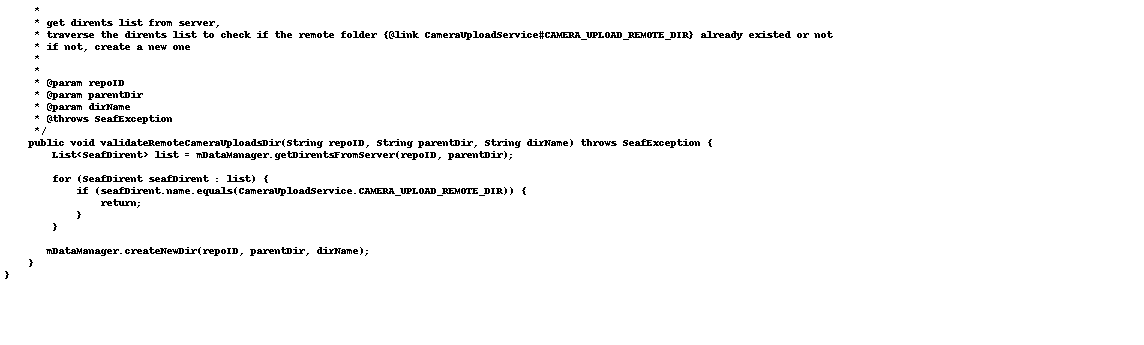 *
     * get dirents list from server,
     * traverse the dirents list to check if the remote folder {@link CameraUploadService#CAMERA_UPLOAD_REMOTE_DIR} already existed or not
     * if not, create a new one
     *
     *
     * @param repoID
     * @param parentDir
     * @param dirName
     * @throws SeafException
     */
    public void validateRemoteCameraUploadsDir(String repoID, String parentDir, String dirName) throws SeafException {
        List<SeafDirent> list = mDataManager.getDirentsFromServer(repoID, parentDir);

        for (SeafDirent seafDirent : list) {
            if (seafDirent.name.equals(CameraUploadService.CAMERA_UPLOAD_REMOTE_DIR)) {
                return;
            }
        }

       mDataManager.createNewDir(repoID, parentDir, dirName);
    }
}